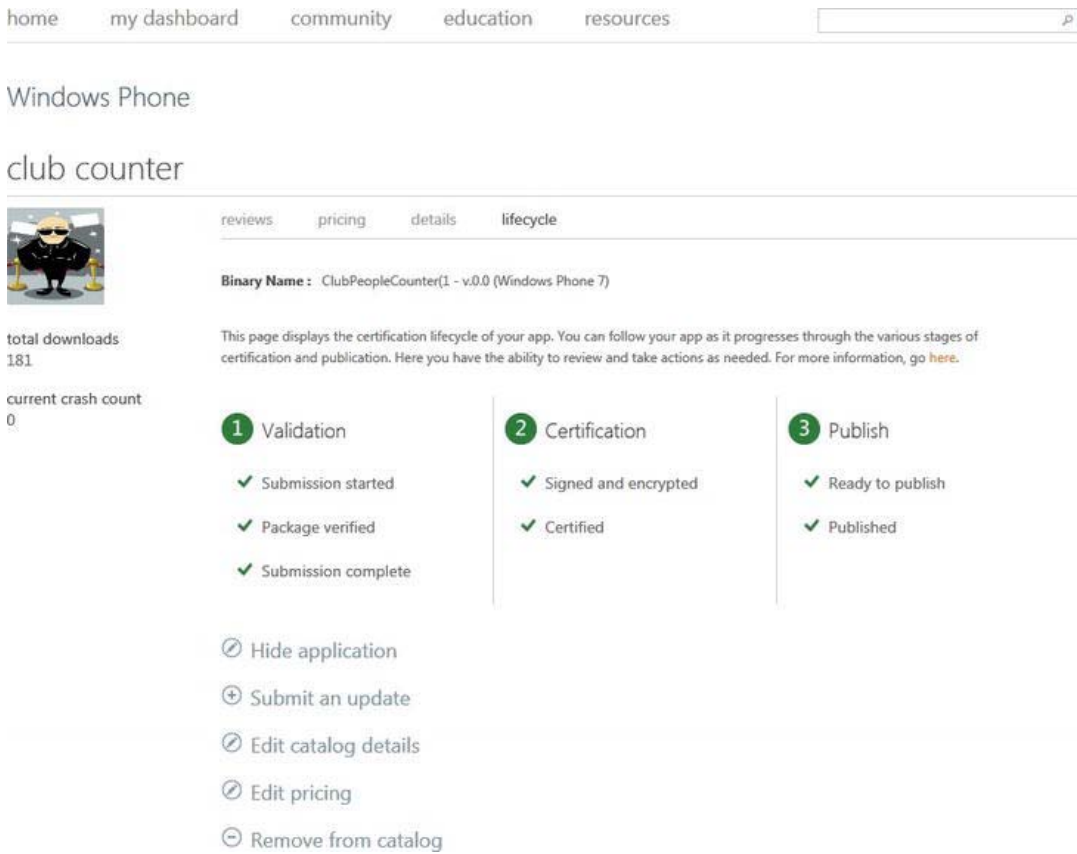 home my dashboard community education resources
Windows Phone
club counter
reviews pricing details lifecycle
Binary Name : ClubPeopleCounter(1 - v.0.0 (Windows Phone 7)
total downloads
181
current crash count
0
This page displays the certification lifecycle of your app. You can follow your app as it progresses through the various stages of
certification and publication. Here you have the ability to review and take actions as needed. For more information, go here.
1 Validation
Submission started
Package verified
Submission complete
2 Certification
Signed and encrypted
Certified
3 Publish
Ready to publish
Published
Hide application
Submit an update
Edit catalog details
Edit pricing
Remove from catalog